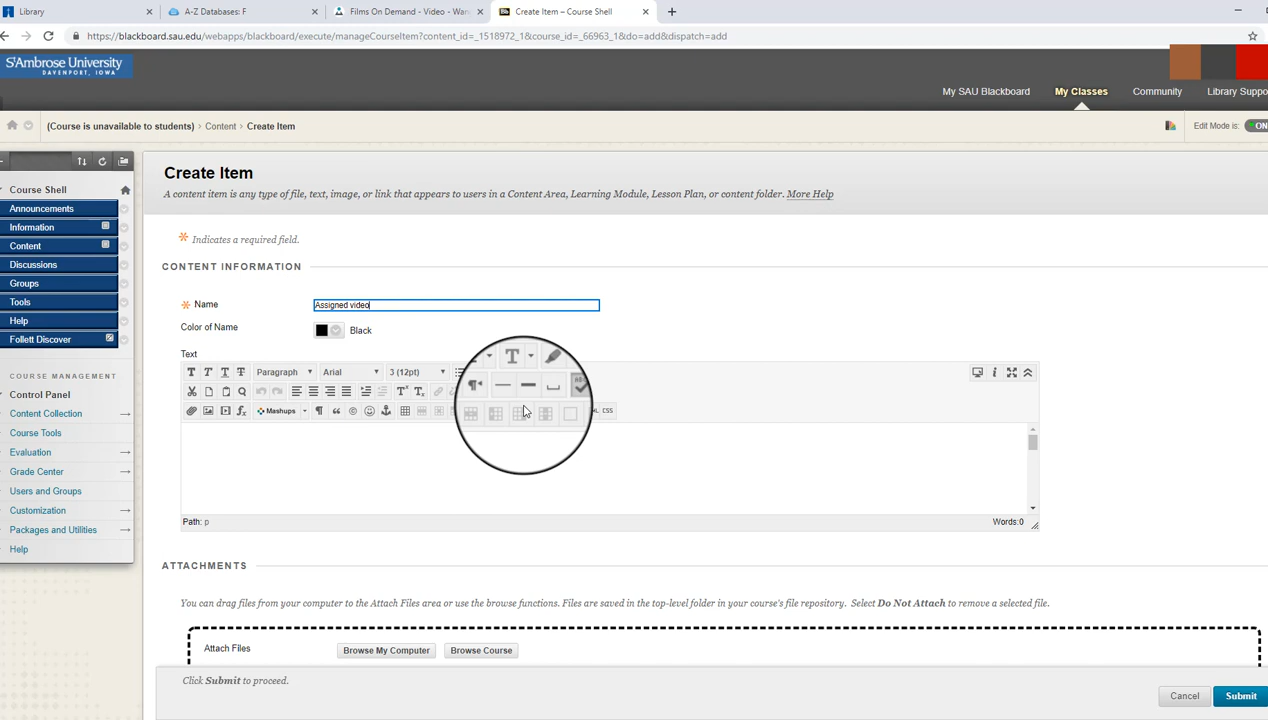 Library
A-Z Databases: F
Films On Demand - Video - War
Create Item – Course Shell
https://blackboard.sau.edu/webapps/blackboard/execute/manageCourseItem?content_id=_1518972_1&course_id=_66963_1&do=add&dispatch=add
St Ambrose University
DAVENPORT, IOWA
My SAU Blackboard
My Classes
Community
Library Suppo
(Course is unavailable to students)
Content
Create Item
Edit Mode is:
ON
Create Item
A content item is any type of file, text, image, or link that appears to users in a Content Area, Learning Module, Lesson Plan, or content folder. More Help
Course Shell
Announcements
Information
Content
Discussions
Groups
Tools
Help
Follett Discover
COURSE MANAGEMENT
Control Panel
Content Collection
Course Tools
Evaluation
Grade Center
Users and Groups
Customization
Packages and Utilities
Help
Indicates a required field.
CONTENT INFORMATION
Name
Assigned video
Color of Name
Black
Text
T T T T Paragraph Arial 3 (12pt)
Mashups
CSS
Path: p
Words:0
ATTACHMENTS
You can drag files from your computer to the Attach Files area or use the browse functions. Files are saved in the top-level folder in your course's file repository. Select Do Not Attach to remove a selected file.
Attach Files
Browse My Computer
Browse Course
Click Submit to proceed.
Cancel
Submit